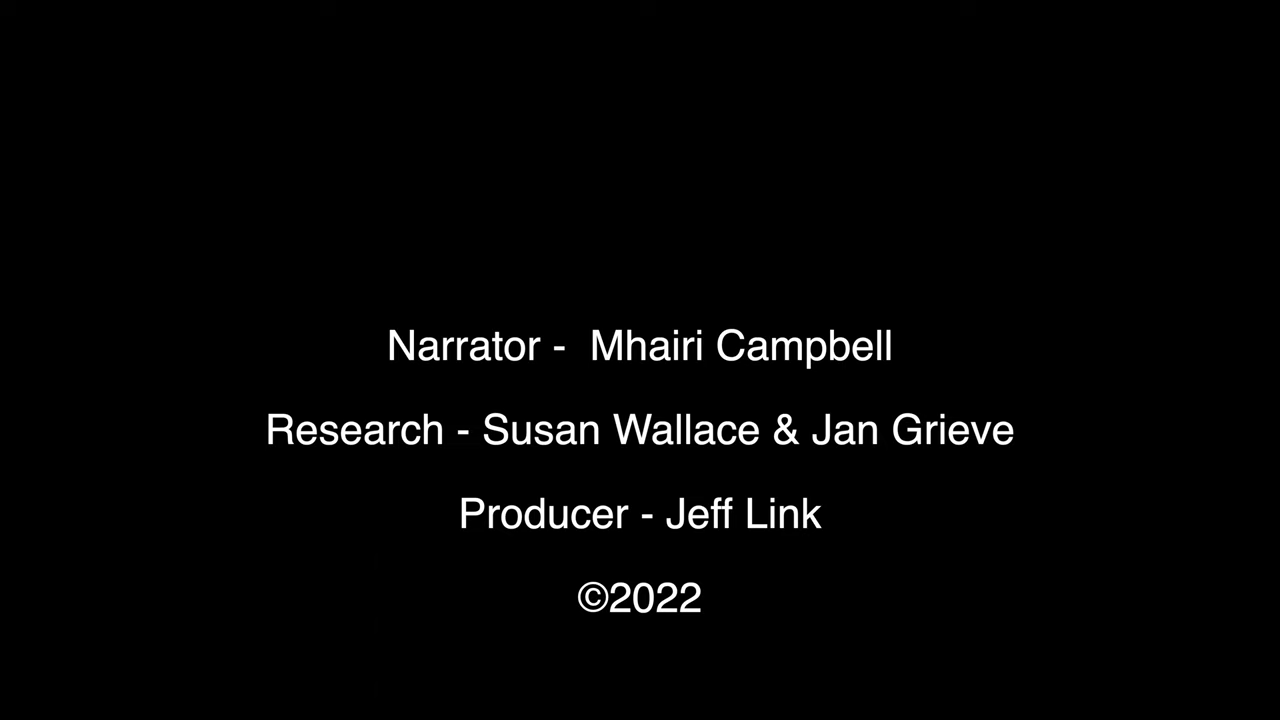 Narrator -  Mhairi Campbell
Research - Susan Wallace & Jan Grieve
Producer - Jeff Link
©2022